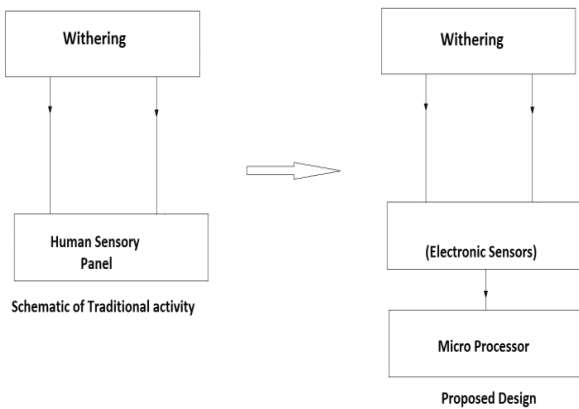 Withering
Human Sensory
Panel
Schematic of Traditional activity
Withering
(Electronic Sensors)
Micro Processor
Proposed Design